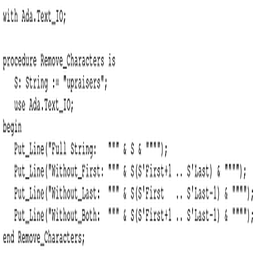 with Ada.Text_IO;
procedure Remove_Characters is
S: String := "upraisers";
use Ada.Text_IO;
begin
Put_Line("Full String: """ & S & """");
Put_Line("Without_First: """ & S(S'First+1 .. S'Last) & """");
Put_Line("Without_Last: """ & S(S'First .. S'Last-1) & """");
Put_Line("Without_Both: """ & S(S'First+1 .. S'Last-1) & """");
end Remove_Characters;